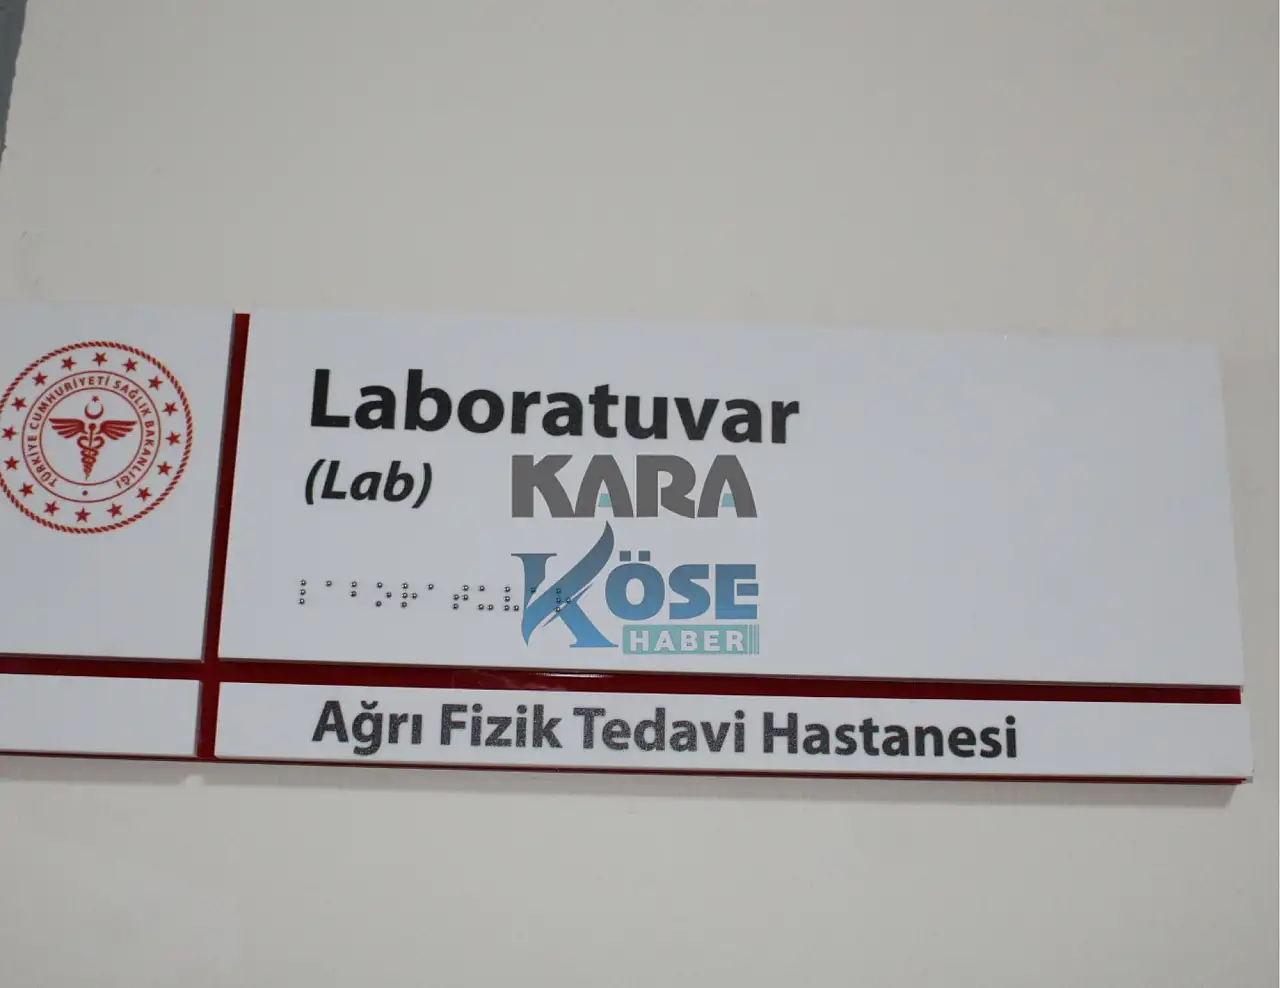 TÜRKİYE CUMHURİYETİ SAĞLIK BAKANLIĞI
Laboratuvar
(Lab)
KARA
KÖSE
HABER
⠇⠁⠃⠕⠗⠁⠞⠥⠧⠁⠗
Ağrı Fizik Tedavi Hastanesi